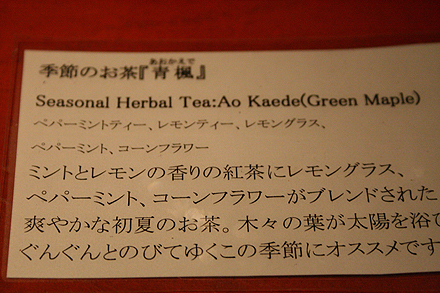 季節のお茶『青楓』
あおかえで
Seasonal Herbal Tea:Ao Kaede(Green Maple)
ペパーミントティー、レモンティー、レモングラス、
ペパーミント、コーンフラワー
ミントとレモンの香りの紅茶にレモングラス、
ペパーミント、コーンフラワーがブレンドされた
爽やかな初夏のお茶。木々の葉が太陽を浴び
ぐんぐんとのびてゆくこの季節にオススメです